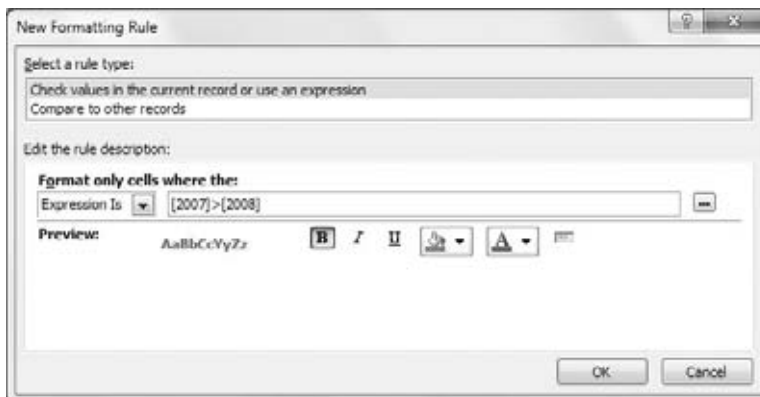 New Formatting Rule
Select a rule type:
Check values in the current record or use an expression
Compare to other records
Edit the rule description:
Format only cells where the:
Expression Is [2007]>[2008]
Preview: AaBbCcYyZz B I U A
OK Cancel